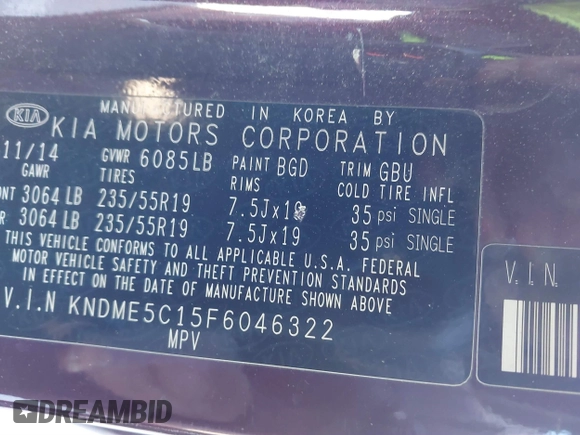 MANUFACTURED IN KOREA BY
KIA KIA MOTORS CORPORATION
11/14 GVWR 6085LB PAINT BGD TRIM GBU
GAWR TIRES RIMS COLD TIRE INFL
3064 LB 235/55R19 7.5Jx19 35 psi SINGLE
3064 LB 235/55R19 7.5Jx19 35 psi SINGLE
THIS VEHICLE CONFORMS TO ALL APPLICABLE U.S.A. FEDERAL
MOTOR VEHICLE SAFETY AND THEFT PREVENTION STANDARDS
IN EFFECT ON THE DATE OF MANUFACTURE SHOWN ABOVE
V.I.N KNDME5C15F6046322
MPV
V.I.N.
DREAMBID